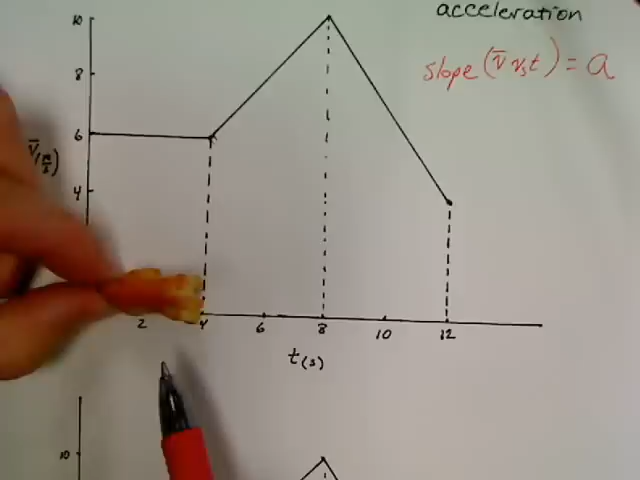 acceleration
slope (v̅ vs t) = a
10
8
6
v̅ (m/s)
4
2 4 6 8 10 12
t (s)
10